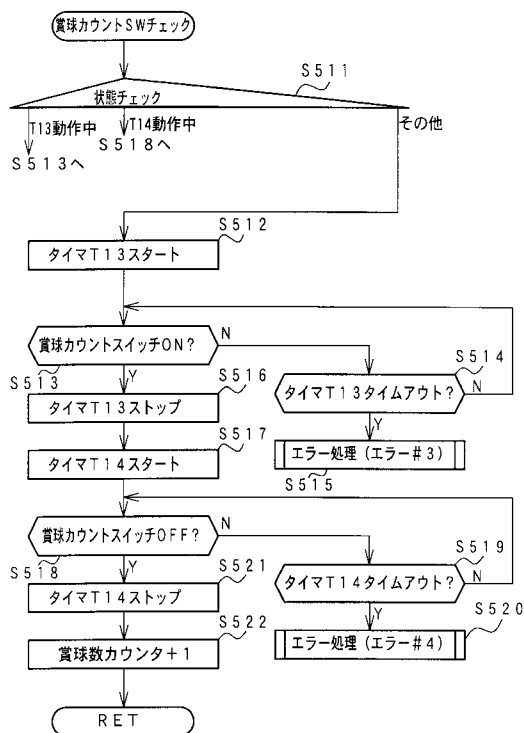 賞球カウントSWチェック
S511
状態チェック
T13動作中
T14動作中
その他
S513へ
S518へ
S512
タイマT13スタート
賞球カウントスイッチON?
N
S514
S513
Y
S516
タイマT13タイムアウト?
N
タイマT13ストップ
Y
S517
エラー処理(エラー#3)
タイマT14スタート
S515
賞球カウントスイッチOFF?
N
S519
S518
Y
S521
タイマT14タイムアウト?
N
タイマT14ストップ
Y
S520
S522
エラー処理(エラー#4)
賞球数カウンタ+1
RET